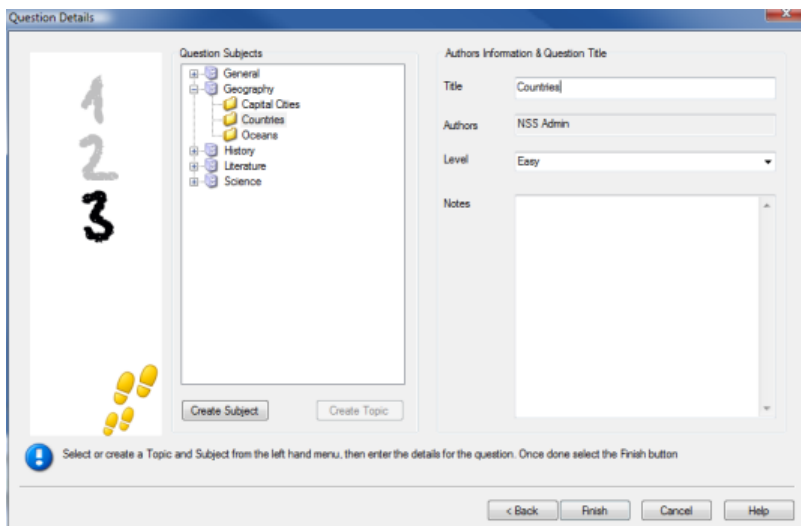 Question Details
1
2
3
Question Subjects
General
Geography
Capital Cities
Countries
Oceans
History
Literature
Science
Create Subject
Create Topic
Authors Information & Question Title
Title
Countries
Authors
NSS Admin
Level
Easy
Notes
Select or create a Topic and Subject from the left hand menu, then enter the details for the question. Once done select the Finish button
< Back
Finish
Cancel
Help